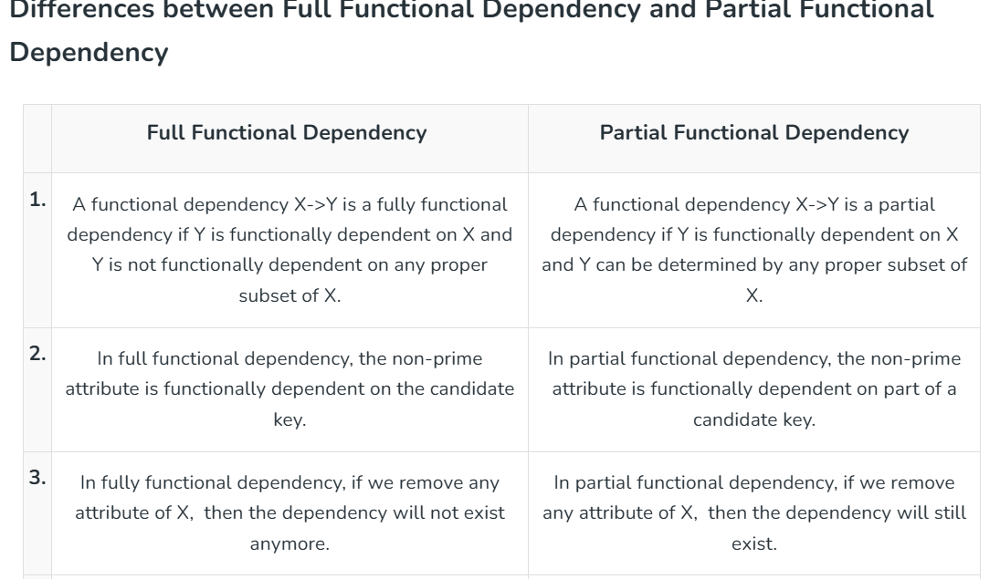 Differences between Full Functional Dependency and Partial Functional
Dependency
Full Functional Dependency
Partial Functional Dependency
1.
A functional dependency X->Y is a fully functional
dependency if Y is functionally dependent on X and
Y is not functionally dependent on any proper
subset of X.
A functional dependency X->Y is a partial
dependency if Y is functionally dependent on X
and Y can be determined by any proper subset of
X.
2.
In full functional dependency, the non-prime
attribute is functionally dependent on the candidate
key.
In partial functional dependency, the non-prime
attribute is functionally dependent on part of a
candidate key.
3.
In fully functional dependency, if we remove any
attribute of X,  then the dependency will not exist
anymore.
In partial functional dependency, if we remove
any attribute of X,  then the dependency will still
exist.